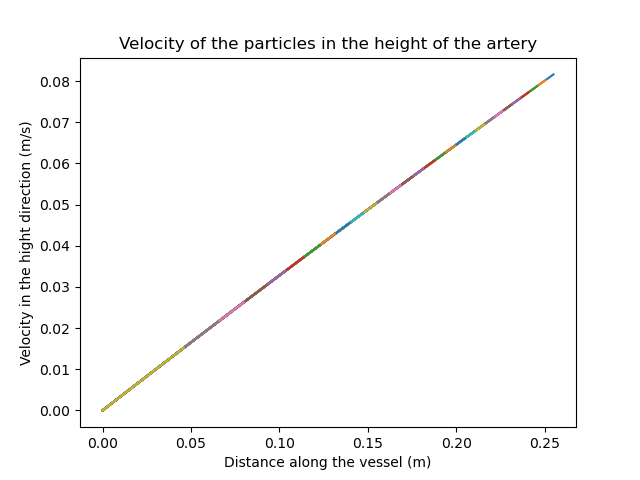 Velocity of the particles in the height of the artery
0.08
0.07
0.06
0.05
0.04
0.03
0.02
0.01
0.00
Velocity in the hight direction (m/s)
0.00 0.05 0.10 0.15 0.20 0.25
Distance along the vessel (m)